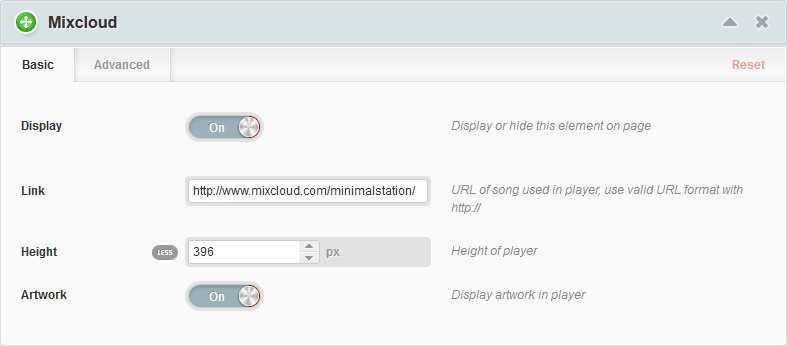 Mixcloud
Basic Advanced Reset
Display On Display or hide this element on page
Link http://www.mixcloud.com/minimalstation/ URL of song used in player, use valid URL format with
http://
Height LESS 396 px Height of player
Artwork On Display artwork in player